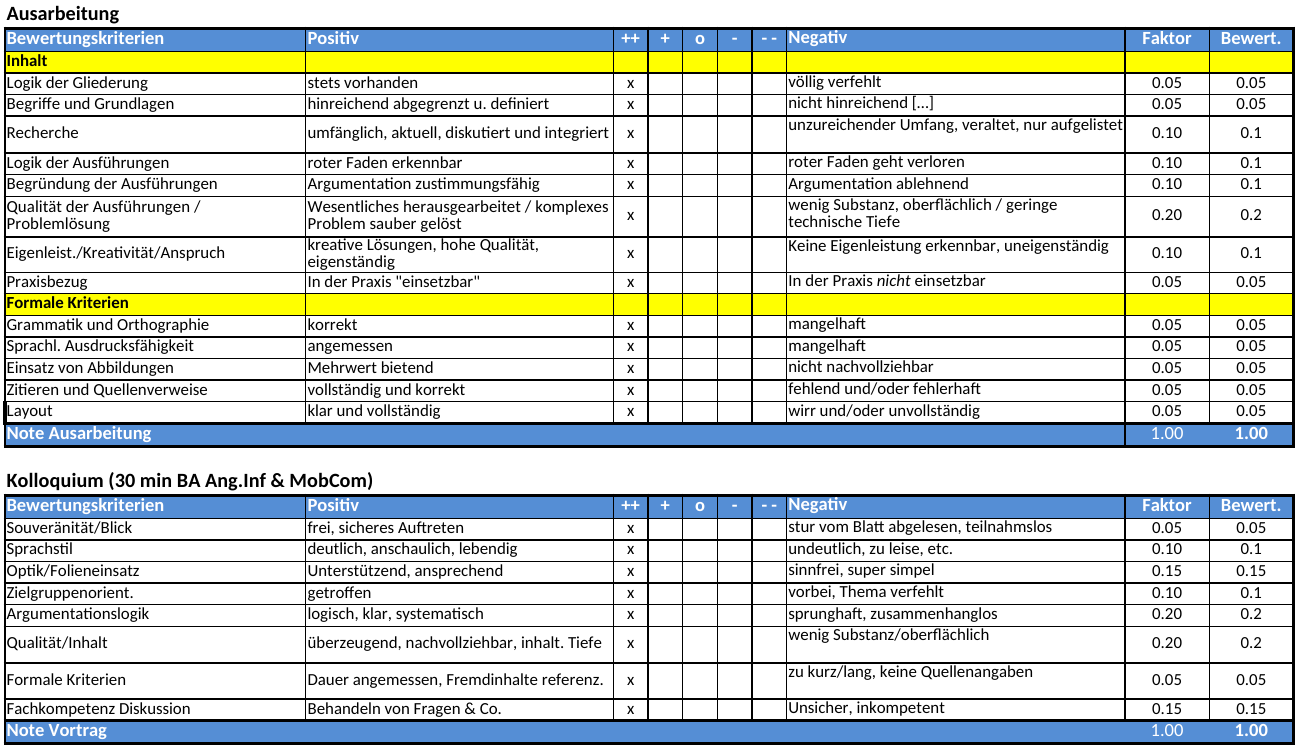 Ausarbeitung
Bewertungskriterien Positiv ++ + o - - - Negativ Faktor Bewert.
Inhalt
Logik der Gliederung stets vorhanden x völlig verfehlt 0.05 0.05
Begriffe und Grundlagen hinreichend abgegrenzt u. definiert x nicht hinreichend [...] 0.05 0.05
Recherche umfänglich, aktuell, diskutiert und integriert x unzureichender Umfang, veraltet, nur aufgelistet 0.10 0.1
Logik der Ausführungen roter Faden erkennbar x roter Faden geht verloren 0.10 0.1
Begründung der Ausführungen Argumentation zustimmungsfähig x Argumentation ablehnend 0.10 0.1
Qualität der Ausführungen / Wesentliches herausgearbeitet / komplexes wenig Substanz, oberflächlich / geringe
Problemlösung Problem sauber gelöst x technische Tiefe 0.20 0.2
Eigenleist./Kreativität/Anspruch kreative Lösungen, hohe Qualität,
eigenständig x Keine Eigenleistung erkennbar, uneigenständig 0.10 0.1
Praxisbezug In der Praxis "einsetzbar" x In der Praxis nicht einsetzbar 0.05 0.05
Formale Kriterien
Grammatik und Orthographie korrekt x mangelhaft 0.05 0.05
Sprachl. Ausdrucksfähigkeit angemessen x mangelhaft 0.05 0.05
Einsatz von Abbildungen Mehrwert bietend x nicht nachvollziehbar 0.05 0.05
Zitieren und Quellenverweise vollständig und korrekt x fehlend und/oder fehlerhaft 0.05 0.05
Layout klar und vollständig x wirr und/oder unvollständig 0.05 0.05
Note Ausarbeitung 1.00 1.00
Kolloquium (30 min BA Ang.Inf & MobCom)
Bewertungskriterien Positiv ++ + o - - - Negativ Faktor Bewert.
Souveränität/Blick frei, sicheres Auftreten x stur vom Blatt abgelesen, teilnahmslos 0.05 0.05
Sprachstil deutlich, anschaulich, lebendig x undeutlich, zu leise, etc. 0.10 0.1
Optik/Folieneinsatz Unterstützend, ansprechend x sinnfrei, super simpel 0.15 0.15
Zielgruppenorient. getroffen x vorbei, Thema verfehlt 0.10 0.1
Argumentationslogik logisch, klar, systematisch x sprunghaft, zusammenhanglos 0.20 0.2
Qualität/Inhalt überzeugend, nachvollziehbar, inhalt. Tiefe x wenig Substanz/oberflächlich 0.20 0.2
Formale Kriterien Dauer angemessen, Fremdinhalte referenz. x zu kurz/lang, keine Quellenangaben 0.05 0.05
Fachkompetenz Diskussion Behandeln von Fragen & Co. x Unsicher, inkompetent 0.15 0.15
Note Vortrag 1.00 1.00